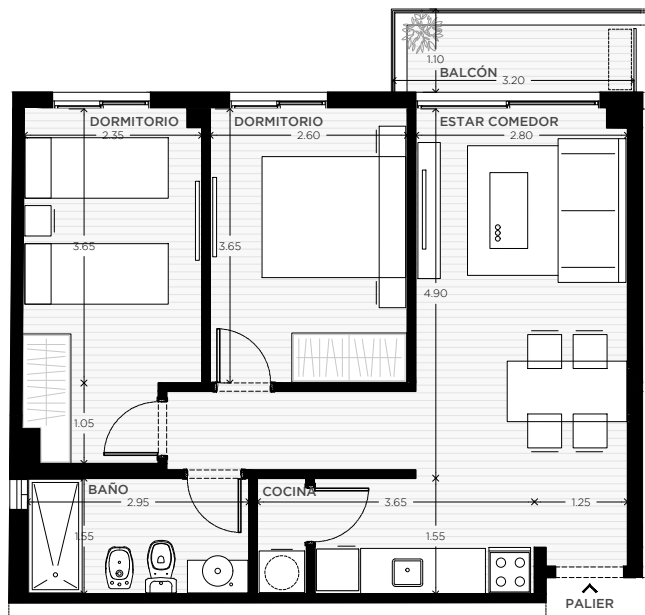 1.10
BALCÓN
3.20
DORMITORIO
2.35
DORMITORIO
2.60
ESTAR COMEDOR
2.80
3.65
3.65
4.90
1.05
BAÑO
2.95
1.55
COCINA
3.65
1.25
1.55
PALIER